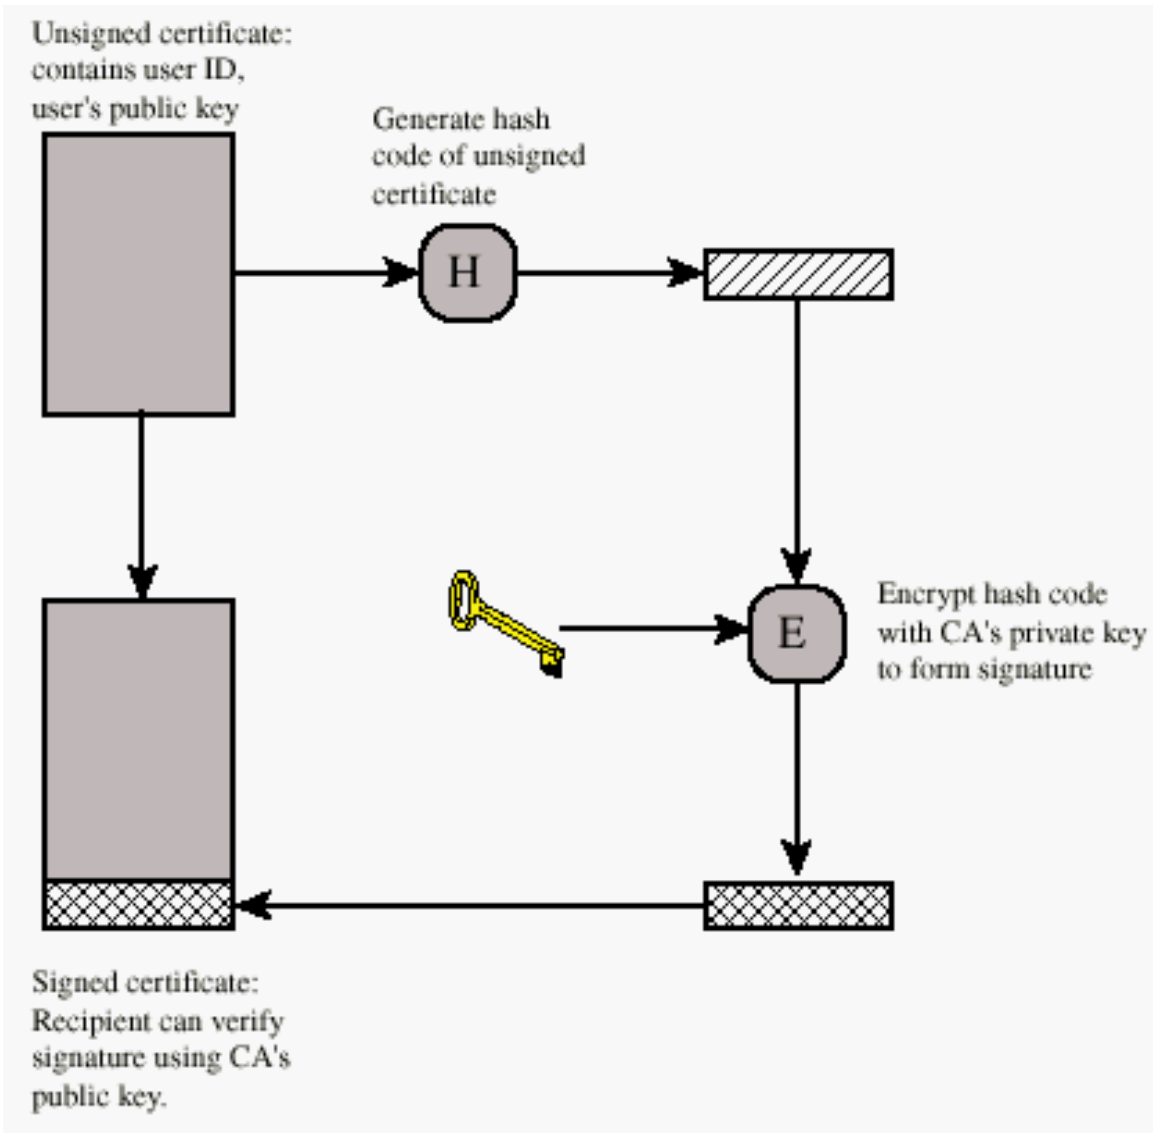 Unsigned certificate:
contains user ID,
user's public key
Generate hash
code of unsigned
certificate
H
E
Encrypt hash code
with CA's private key
to form signature
Signed certificate:
Recipient can verify
signature using CA's
public key.